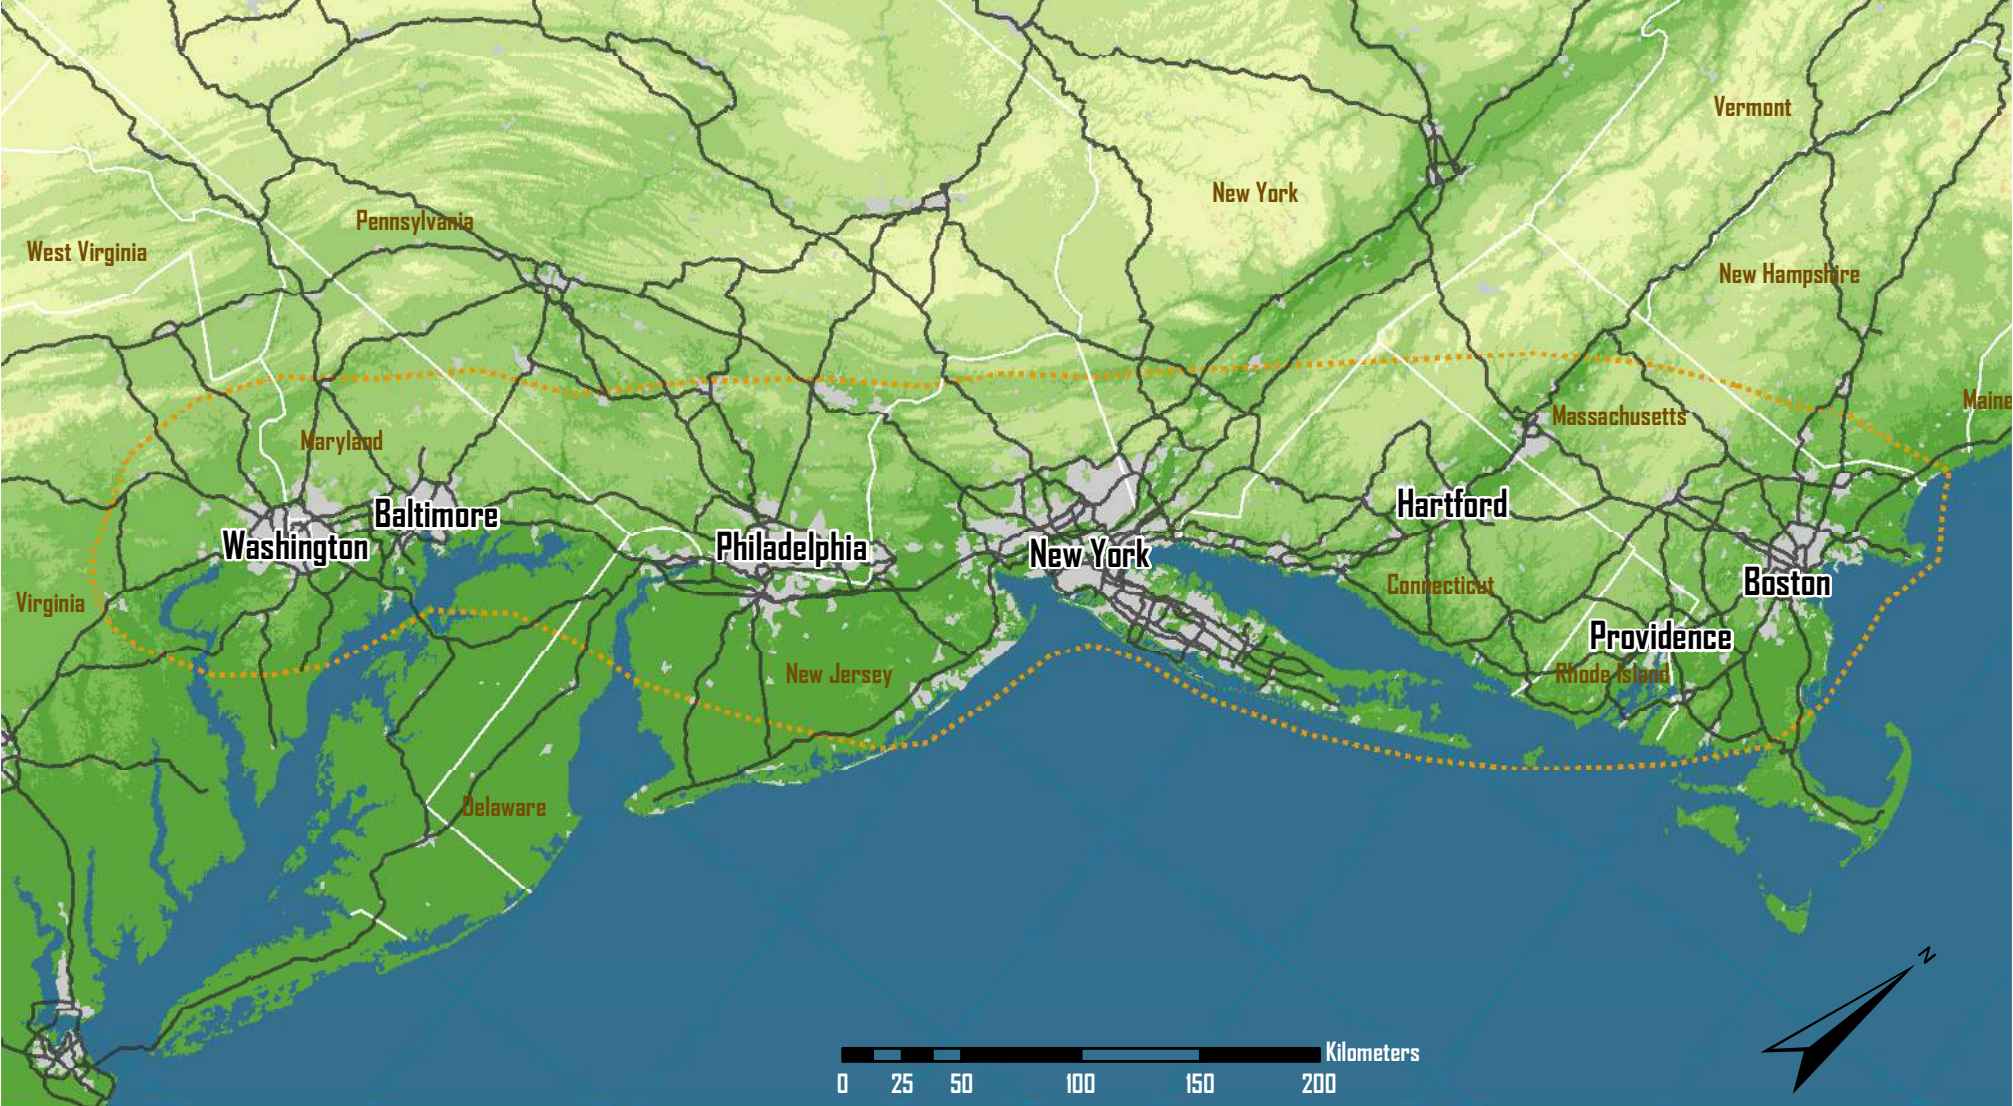 Vermont
New York
Pennsylvania
West Virginia
New Hampshire
Maine
Massachusetts
Maryland
Hartford
Baltimore
Washington
Philadelphia
New York
Boston
Connecticut
Virginia
Providence
Rhode Island
New Jersey
Delaware
N
Kilometers
0 25 50 100 150 200